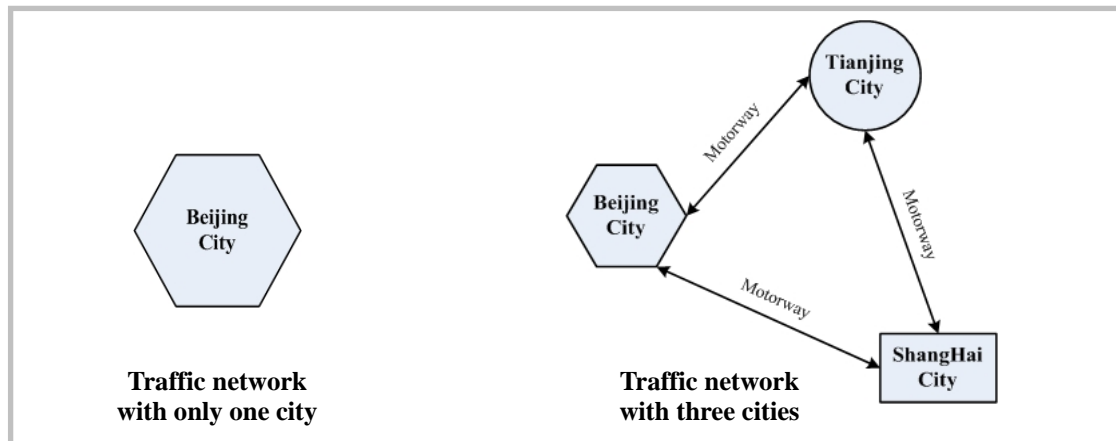 Beijing
City
Traffic network
with only one city
Tianjing
City
Motorway
Beijing
City
Motorway
Motorway
ShangHai
City
Traffic network
with three cities